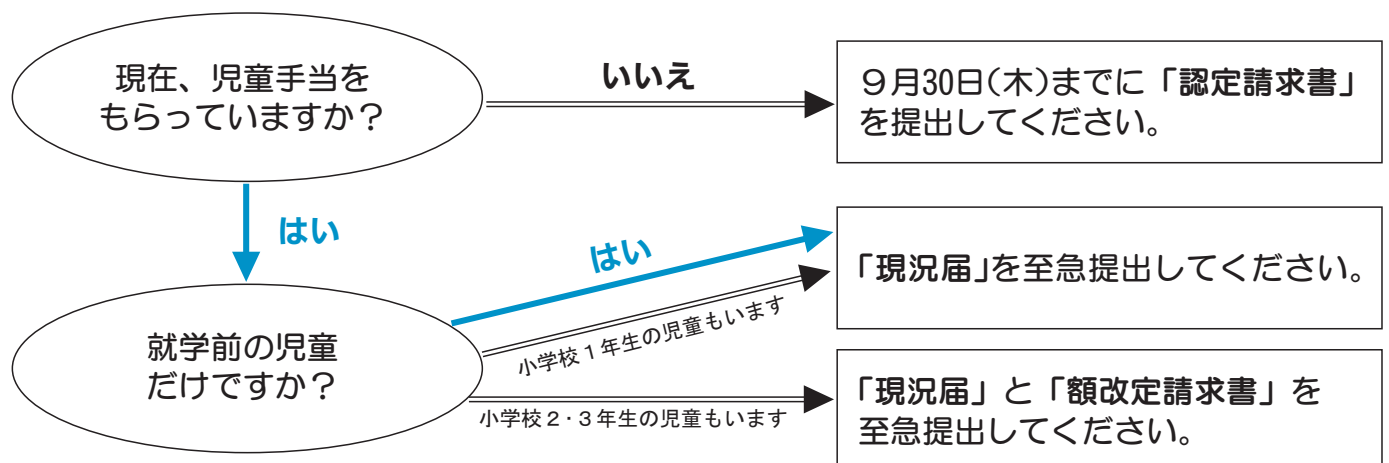 現在、児童手当を
もらっていますか？
いいえ
９月30日(木)までに「認定請求書」
を提出してください。
はい
はい
「現況届」を至急提出してください。
小学校１年生の児童もいます
就学前の児童
だけですか？
小学校２・３年生の児童もいます
「現況届」と「額改定請求書」を
至急提出してください。